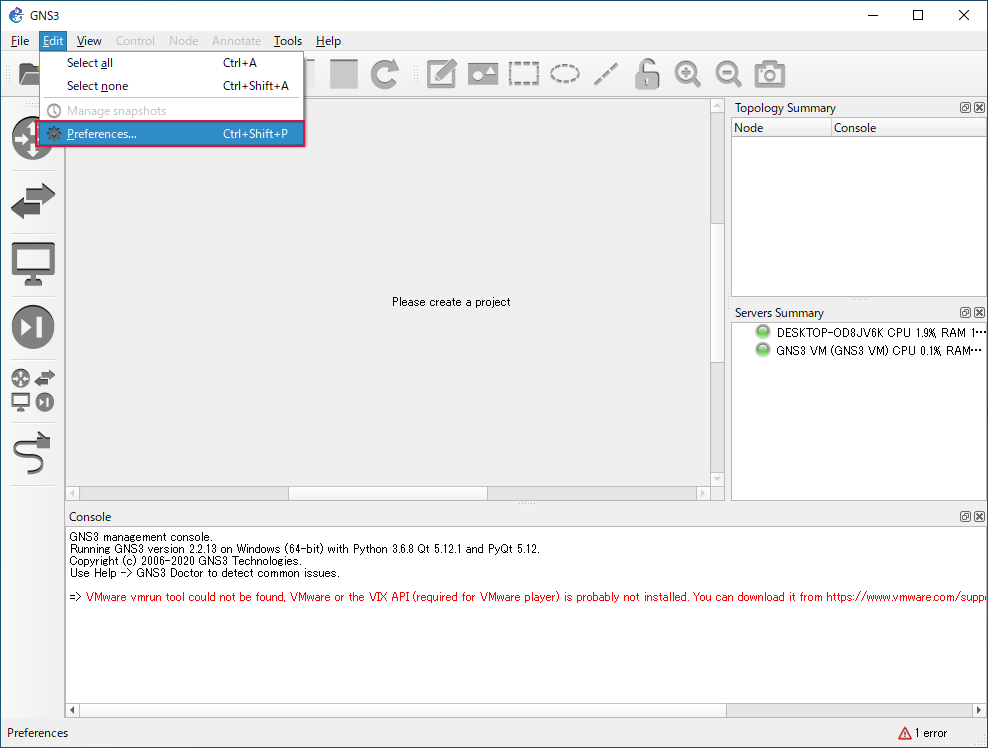 GNS3
File Edit View Control Node Annotate Tools Help
Select all Ctrl+A
Select none Ctrl+Shift+A
Manage snapshots
Preferences... Ctrl+Shift+P
Please create a project
Topology Summary
Node Console
Servers Summary
DESKTOP-OD8JV6K CPU 1.9%, RAM 1…
GNS3 VM (GNS3 VM) CPU 0.1%, RAM…
Console
GNS3 management console.
Running GNS3 version 2.2.13 on Windows (64-bit) with Python 3.6.8 Qt 5.12.1 and PyQt 5.12.
Copyright (c) 2006-2020 GNS3 Technologies.
Use Help -> GNS3 Doctor to detect common issues.
=> VMware vmrun tool could not be found, VMware or the VIX API (required for VMware player) is probably not installed. You can download it from https://www.vmware.com/supp
Preferences
1 error